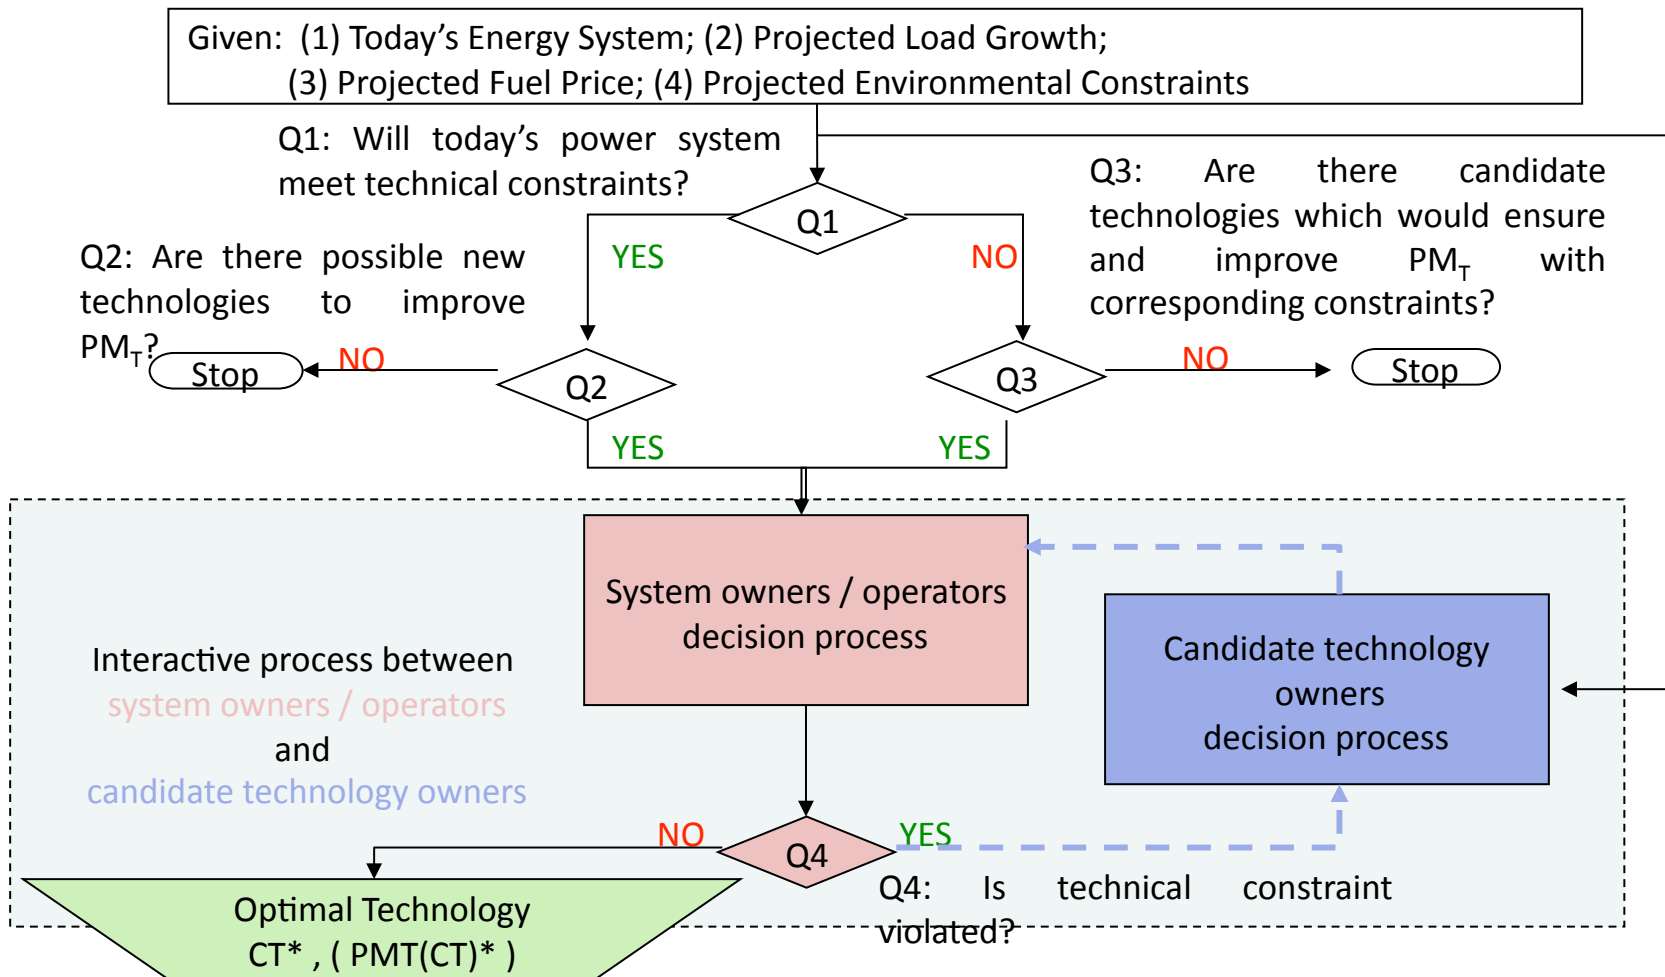 Given: (1) Today’s Energy System; (2) Projected Load Growth;
(3) Projected Fuel Price; (4) Projected Environmental Constraints
Q1: Will today’s power system
meet technical constraints?
Q3: Are there candidate
technologies which would ensure
and improve PMT with
corresponding constraints?
Q1
YES
NO
Q2: Are there possible new
technologies to improve
PMT?
Stop
NO
Q2
Q3
NO
Stop
YES
YES
System owners / operators
decision process
Candidate technology
owners
decision process
Interactive process between
system owners / operators
and
candidate technology owners
NO
Q4
YES
Q4: Is technical constraint
violated?
Optimal Technology
CT* , ( PMT(CT)* )